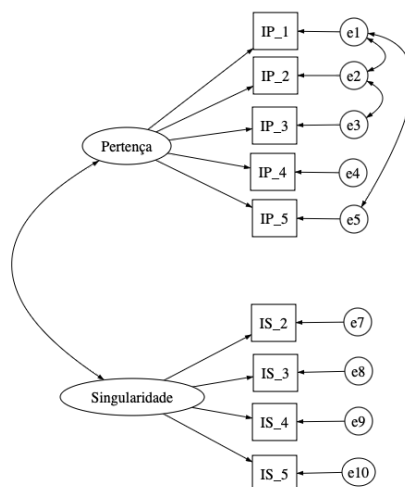 IP_1 e1
IP_2 e2
Pertença IP_3 e3
IP_4 e4
IP_5 e5
IS_2 e7
IS_3 e8
Singularidade IS_4 e9
IS_5 e10